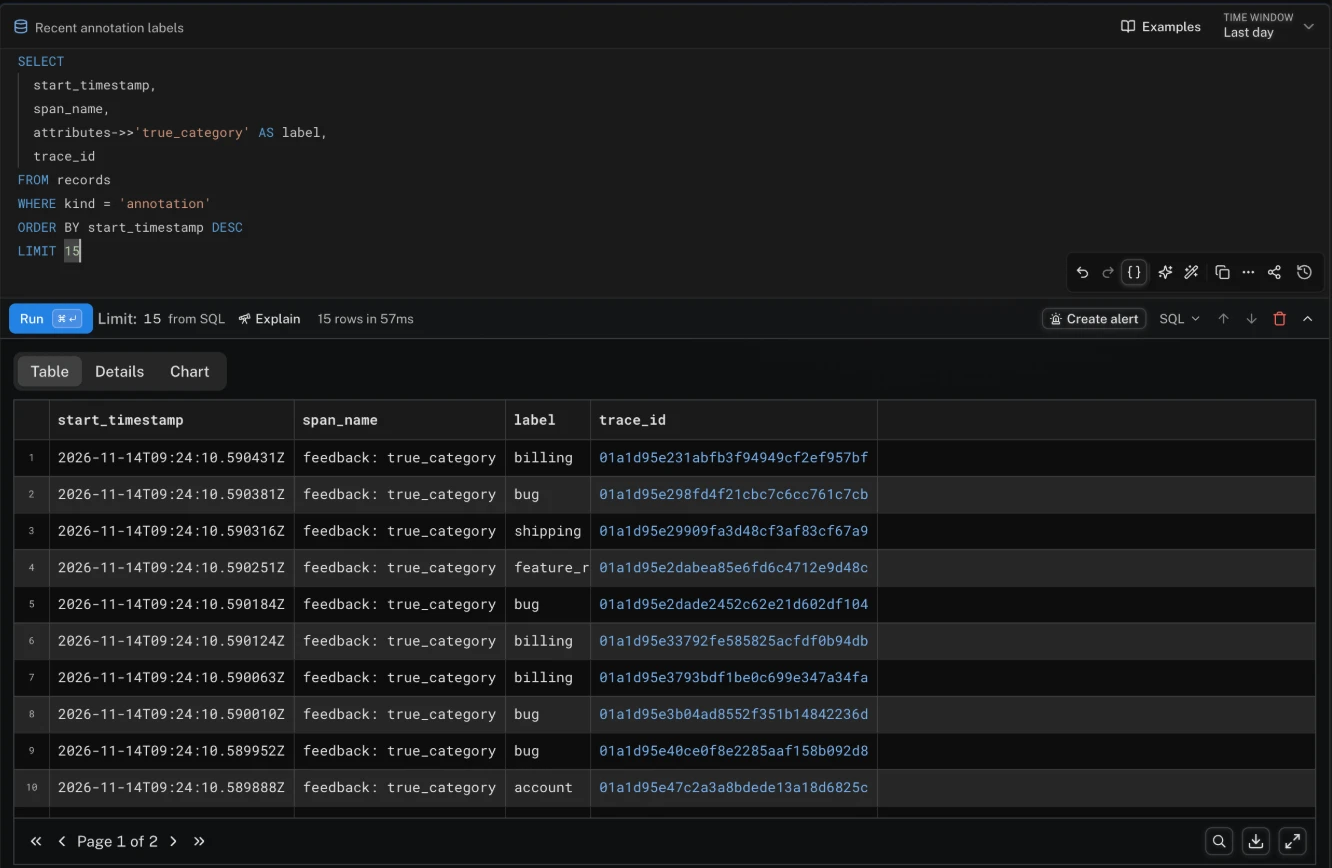 Recent annotation labels
Examples
TIME WINDOW
Last day
SELECT
start_timestamp,
span_name,
attributes->>'true_category' AS label,
trace_id
FROM records
WHERE kind = 'annotation'
ORDER BY start_timestamp DESC
LIMIT 15
{}
Run ⌘↵ Limit: 15 from SQL Explain 15 rows in 57ms Create alert SQL
Table Details Chart
start_timestamp span_name label trace_id
1 2026-11-14T09:24:10.590431Z feedback: true_category billing 01a1d95e231abfb3f94949cf2ef957bf
2 2026-11-14T09:24:10.590381Z feedback: true_category bug 01a1d95e298fd4f21cbc7c6cc761c7cb
3 2026-11-14T09:24:10.590316Z feedback: true_category shipping 01a1d95e29909fa3d48cf3af83cf67a9
4 2026-11-14T09:24:10.590251Z feedback: true_category feature_r 01a1d95e2dabea85e6fd6c4712e9d48c
5 2026-11-14T09:24:10.590184Z feedback: true_category bug 01a1d95e2dade2452c62e21d602df104
6 2026-11-14T09:24:10.590124Z feedback: true_category billing 01a1d95e33792fe585825acfdf0b94db
7 2026-11-14T09:24:10.590063Z feedback: true_category billing 01a1d95e3793bdf1be0c699e347a34fa
8 2026-11-14T09:24:10.590010Z feedback: true_category bug 01a1d95e3b04ad8552f351b14842236d
9 2026-11-14T09:24:10.589952Z feedback: true_category bug 01a1d95e40ce0f8e2285aaf158b092d8
10 2026-11-14T09:24:10.589888Z feedback: true_category account 01a1d95e47c2a3a8bdede13a18d6825c
Page 1 of 2